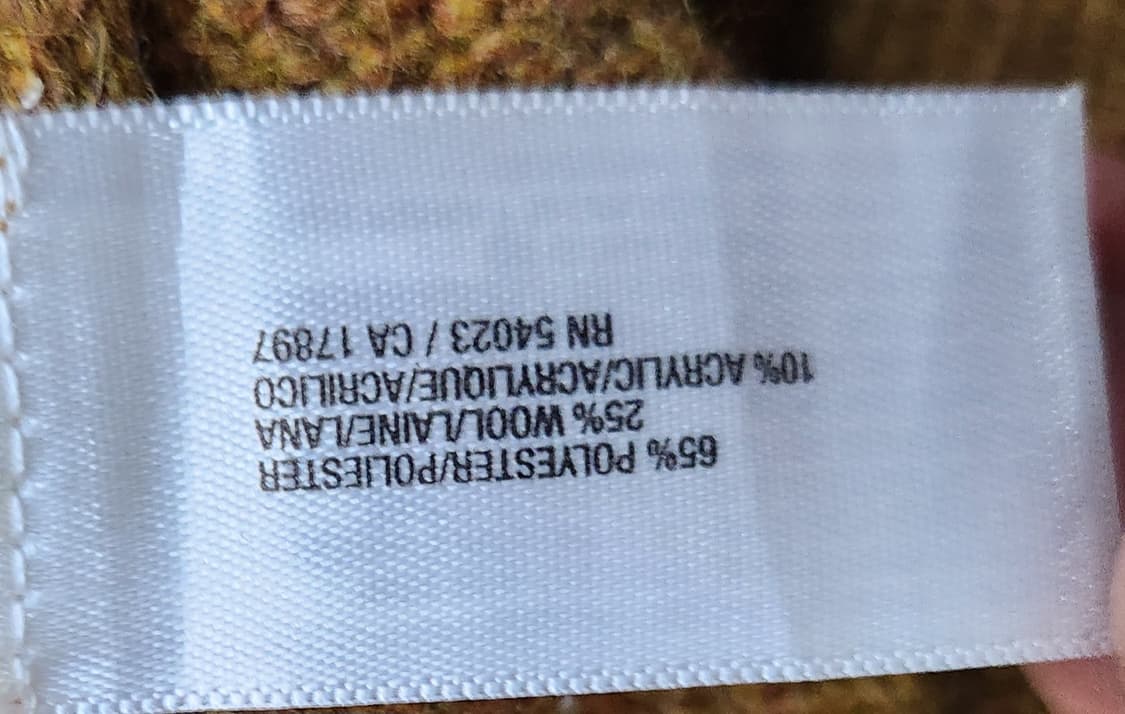 65% POLYESTER/POLIESTER
25% WOOL/LAINE/LANA
10% ACRYLIC/ACRYLIQUE/ACRILICO
RN 54023 / CA 17897